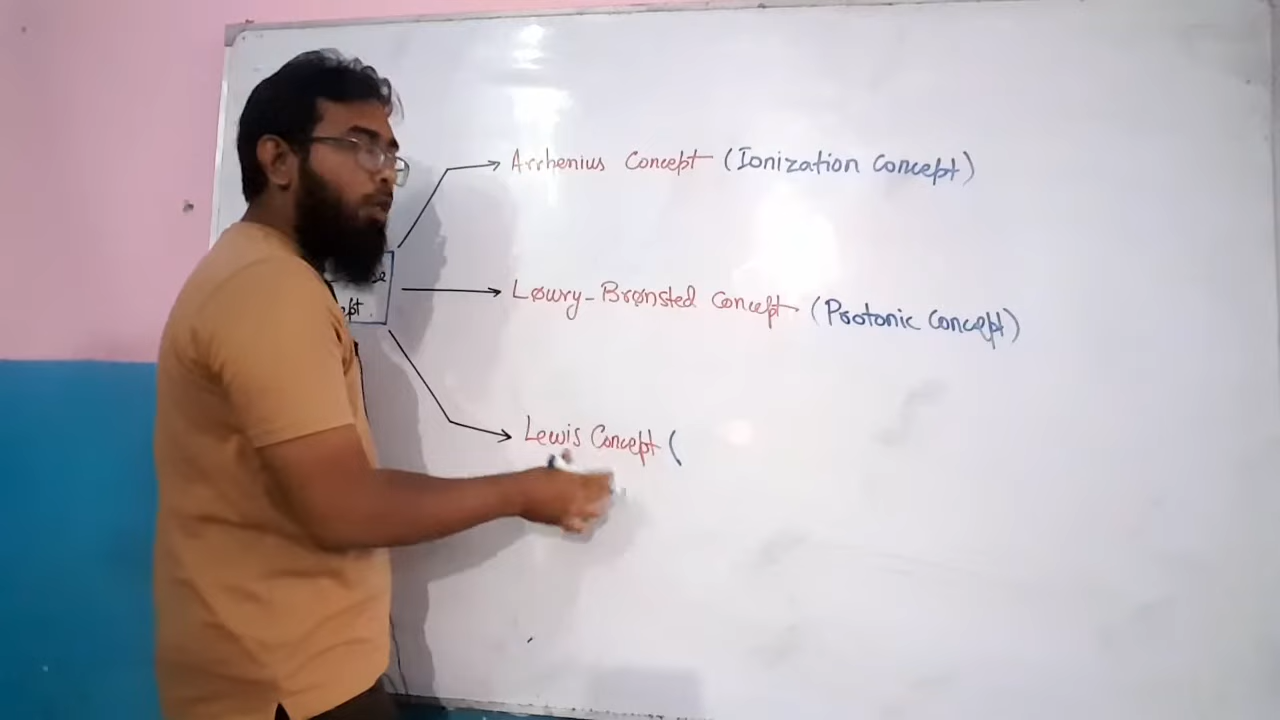 Arrhenius Concept (Ionization Concept)
Lowry-Brønsted Concept (Protonic Concept)
Lewis Concept (